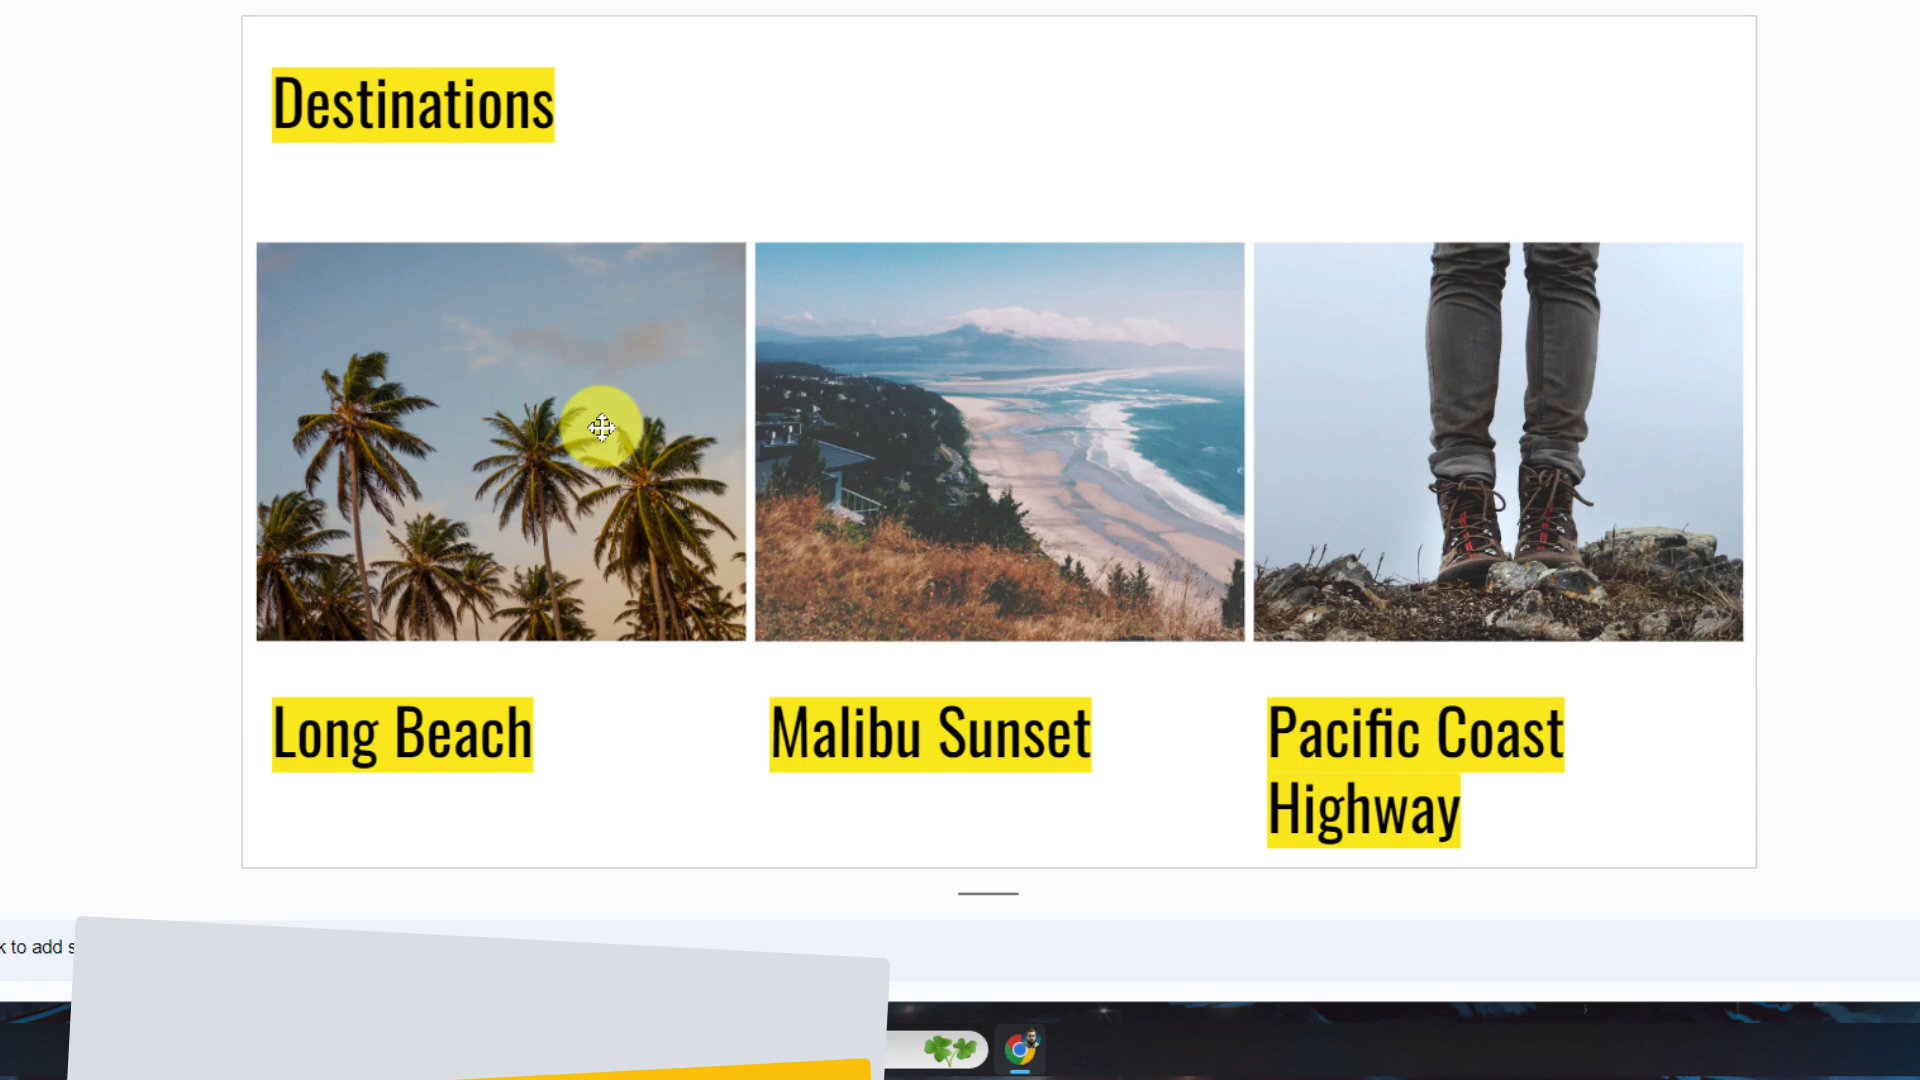 Destinations
Long Beach
Malibu Sunset
Pacific Coast
Highway
to add